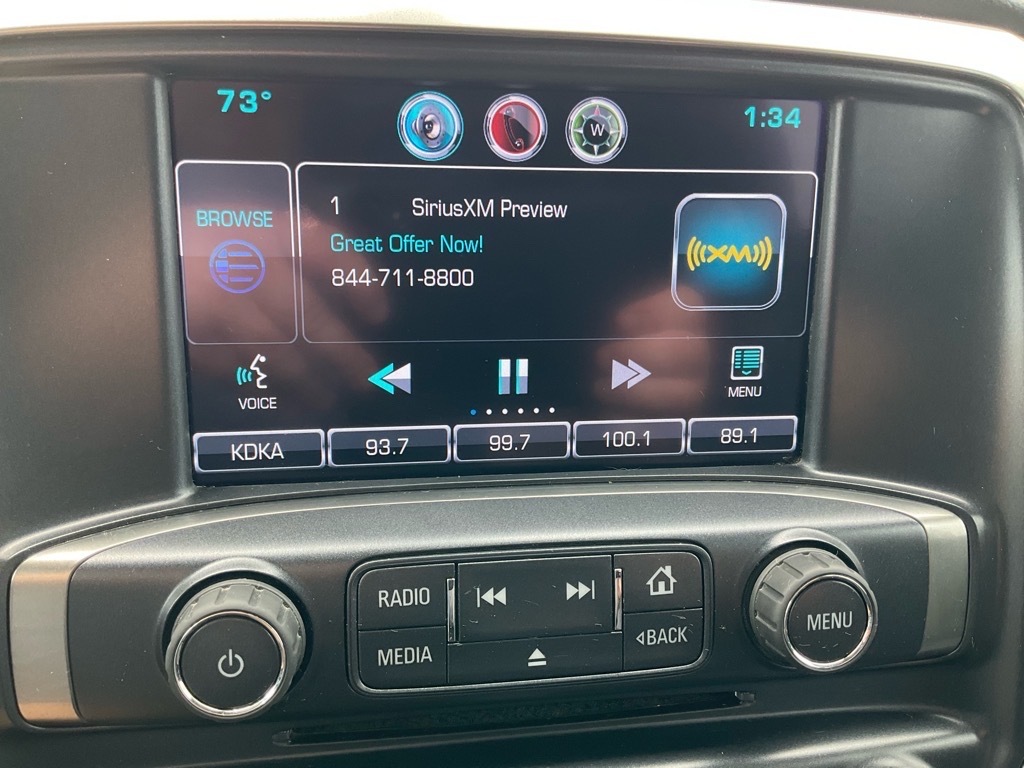 73°
1:34
W
BROWSE
1 SiriusXM Preview
Great Offer Now!
844-711-8800
((XM))
VOICE
MENU
KDKA 93.7 99.7 100.1 89.1
RADIO
MEDIA
BACK
MENU